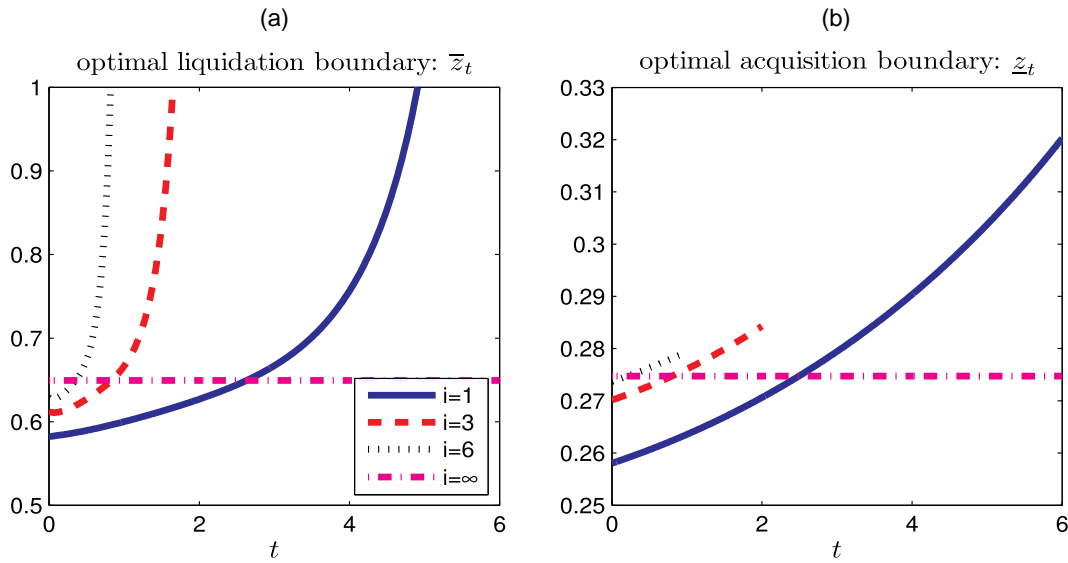 (a)
optimal liquidation boundary: z̅_t
1
0.9
0.8
0.7
0.6
0.5
0 2 4 6
t
i=1
i=3
i=6
i=∞
(b)
optimal acquisition boundary: z̲_t
0.33
0.32
0.31
0.3
0.29
0.28
0.27
0.26
0.25
0 2 4 6
t